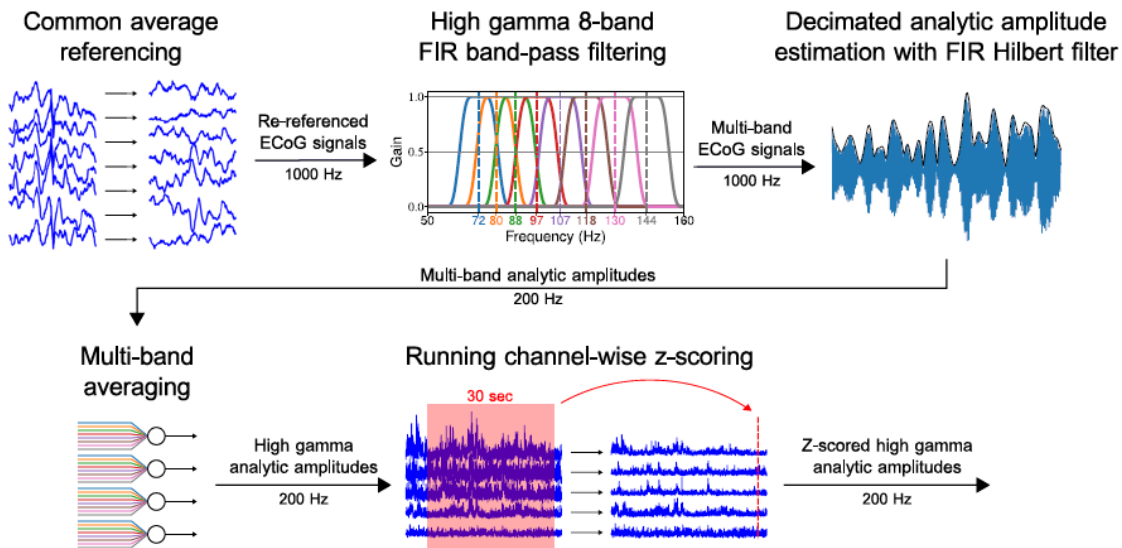 Common average
referencing
High gamma 8-band
FIR band-pass filtering
Decimated analytic amplitude
estimation with FIR Hilbert filter
Re-referenced
ECoG signals
1000 Hz
Gain
1.0
0.5
0.0
50
72
80
88
97
107
118
130
144
160
Frequency (Hz)
Multi-band
ECoG signals
1000 Hz
Multi-band analytic amplitudes
200 Hz
Multi-band
averaging
Running channel-wise z-scoring
30 sec
High gamma
analytic amplitudes
200 Hz
Z-scored high gamma
analytic amplitudes
200 Hz